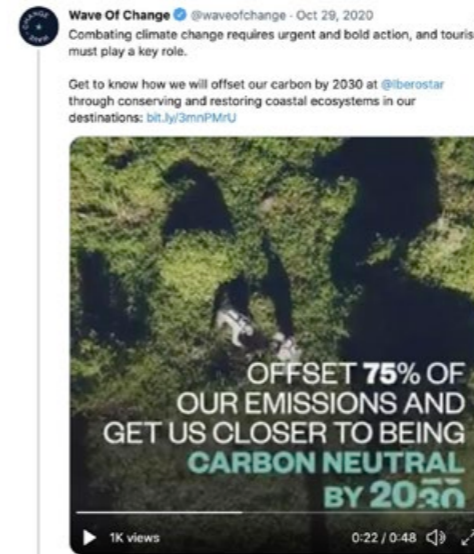 Wave Of Change @waveofchange · Oct 29, 2020
Combating climate change requires urgent and bold action, and touris
must play a key role.
Get to know how we will offset our carbon by 2030 at @Iberostar
through conserving and restoring coastal ecosystems in our
destinations: bit.ly/3mnPMrU
OFFSET 75% OF
OUR EMISSIONS AND
GET US CLOSER TO BEING
CARBON NEUTRAL
BY 2030
1K views 0:22 / 0:48